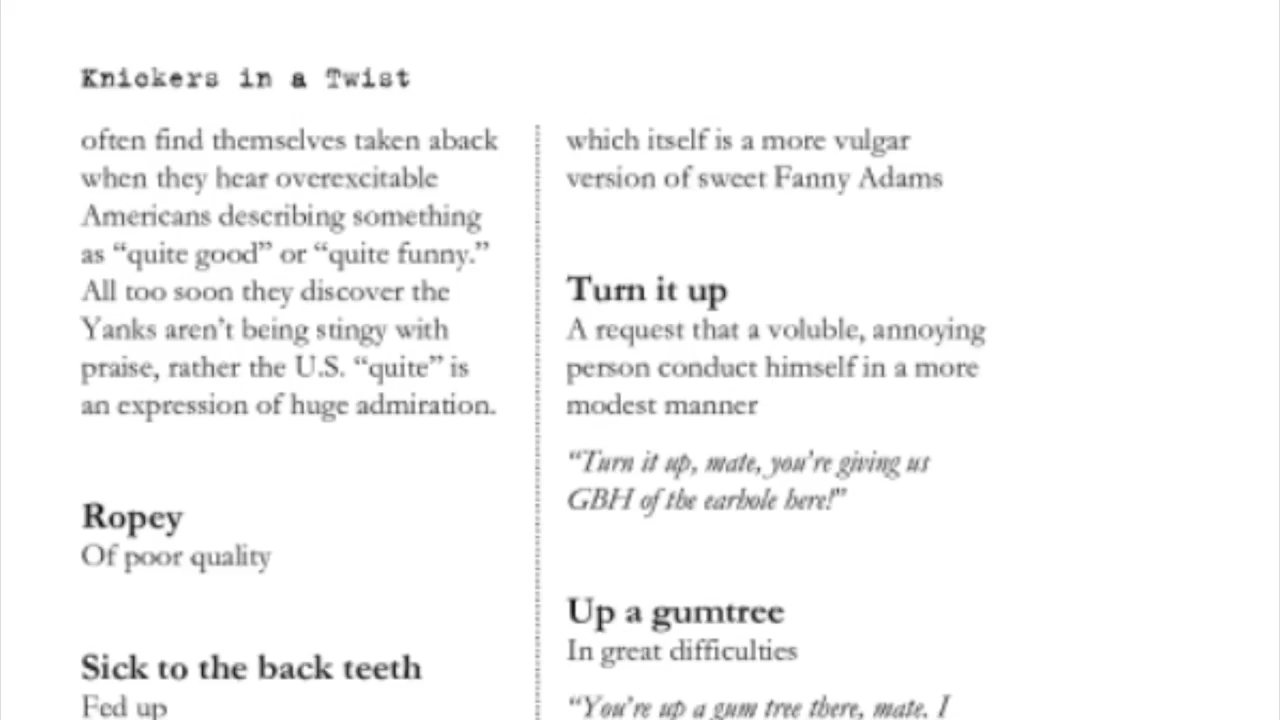 Knickers in a Twist
often find themselves taken aback
when they hear overexcitable
Americans describing something
as “quite good” or “quite funny.”
All too soon they discover the
Yanks aren’t being stingy with
praise, rather the U.S. “quite” is
an expression of huge admiration.
Ropey
Of poor quality
Sick to the back teeth
Fed up
which itself is a more vulgar
version of sweet Fanny Adams
Turn it up
A request that a voluble, annoying
person conduct himself in a more
modest manner
“Turn it up, mate, you’re giving us
GBH of the earhole here!”
Up a gumtree
In great difficulties
“You’re up a gum tree there, mate. I